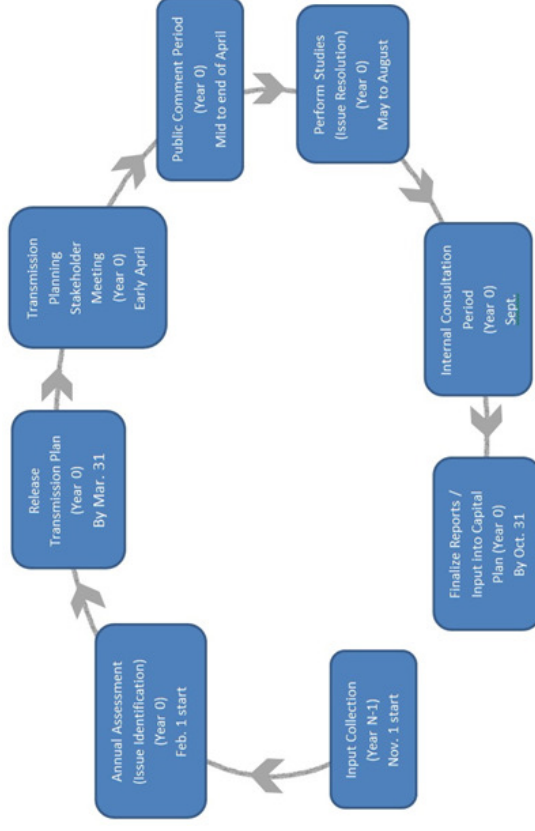 Input Collection
(Year N-1)
Nov. 1 start
Annual Assessment
(Issue Identification)
(Year 0)
Feb. 1 start
Release
Transmission Plan
(Year 0)
By Mar. 31
Transmission
Planning
Stakeholder
Meeting
(Year 0)
Early April
Public Comment Period
(Year 0)
Mid to end of April
Perform Studies
(Issue Resolution)
(Year 0)
May to August
Internal Consultation
Period
(Year 0)
Sept.
Finalize Reports /
Input into Capital
Plan (Year 0)
By Oct. 31